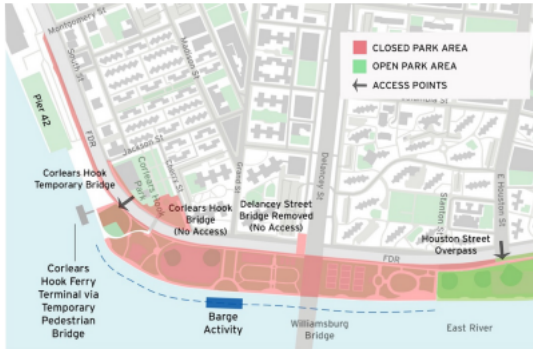 Montgomery St
South St
Madison St
CLOSED PARK AREA
OPEN PARK AREA
ACCESS POINTS
Pier 42
FDR
Jackson St
Cherry St
Corlears Hook
Park
Grand St
Delancey St
Stanton St
E Houston St
Corlears Hook
Temporary Bridge
Corlears Hook
Bridge
(No Access)
Delancey Street
Bridge Removed
(No Access)
Houston Street
Overpass
FDR
Corlears
Hook Ferry
Terminal via
Temporary
Pedestrian
Bridge
Barge
Activity
Williamsburg
Bridge
East River